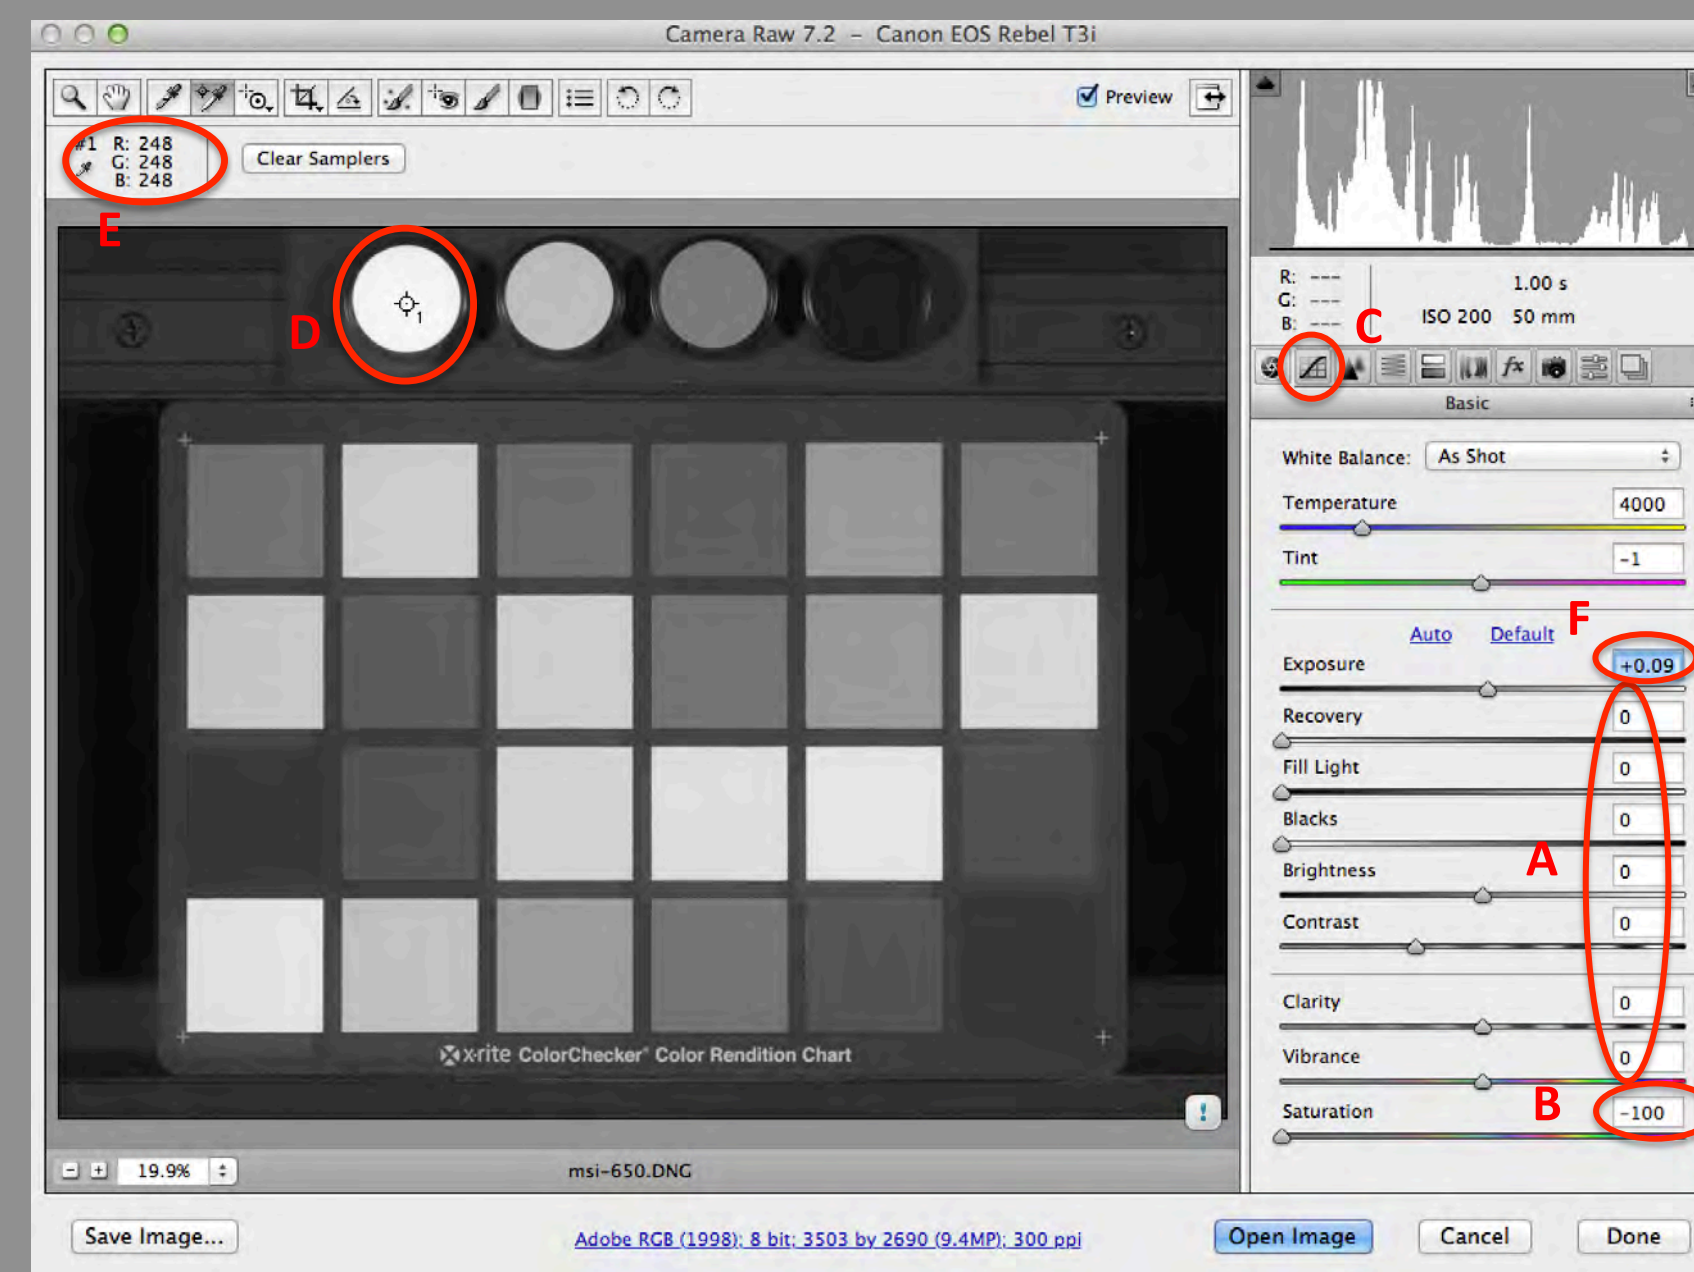 Camera Raw 7.2 – Canon EOS Rebel T3i
Preview
#1 R: 248
G: 248
B: 248
Clear Samplers
E
D
1
R: ---
G: ---
B: ---
1.00 s
ISO 200 50 mm
C
fx
Basic
White Balance: As Shot
Temperature 4000
Tint -1
F
Auto Default
Exposure +0.09
Recovery 0
Fill Light 0
Blacks 0
A
Brightness 0
Contrast 0
Clarity 0
Vibrance 0
B
Saturation -100
x·rite ColorChecker® Color Rendition Chart
!
- + 19.9%
msi-650.DNG
Save Image...
Adobe RGB (1998); 8 bit; 3503 by 2690 (9.4MP); 300 ppi
Open Image
Cancel
Done